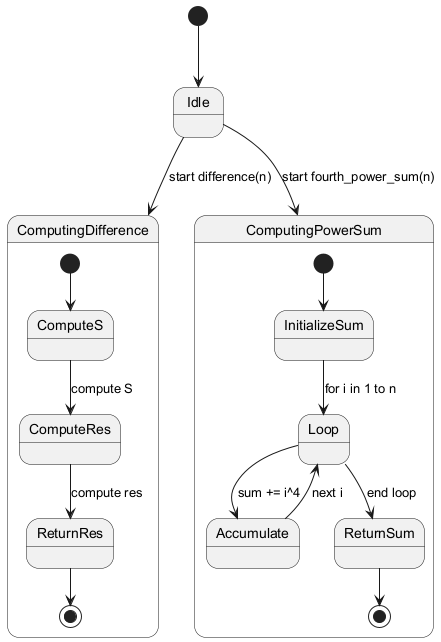 Idle
start difference(n)
start fourth_power_sum(n)
ComputingDifference
ComputingPowerSum
ComputeS
InitializeSum
compute S
for i in 1 to n
ComputeRes
Loop
compute res
sum += i^4
next i
end loop
ReturnRes
Accumulate
ReturnSum